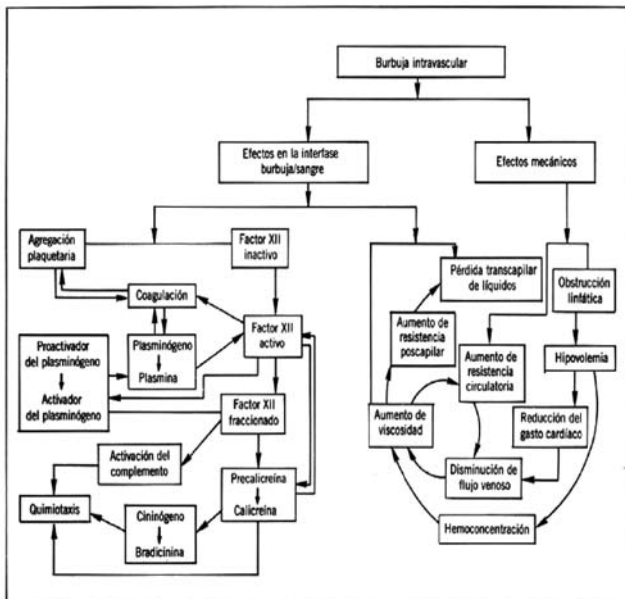 Burbuja intravascular
Efectos en la interfase
burbuja/sangre
Efectos mecánicos
Agregación
plaquetaria
Factor XII
inactivo
Coagulación
Proactivador
del plasminógeno
Activador
del plasminógeno
Plasminógeno
Plasmina
Factor XII
activo
Factor XII
fraccionado
Activación del
complemento
Precalicreína
Calicreína
Quimiotaxis
Cininógeno
Bradicinina
Pérdida transcapilar
de líquidos
Obstrucción
linfática
Aumento de
resistencia
poscapilar
Aumento de
resistencia
circulatoria
Hipovolemia
Aumento de
viscosidad
Reducción del
gasto cardíaco
Disminución de
flujo venoso
Hemoconcentración